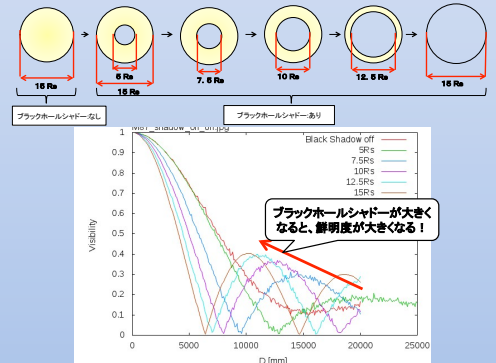 15 Rs
5 Rs
15 Rs
7.5 Rs
10 Rs
12.5 Rs
15 Rs
ブラックホールシャドー:なし
ブラックホールシャドー:あり
M87_shadow_on_off.jpg
Black Shadow off
5Rs
7.5Rs
10Rs
12.5Rs
15Rs
ブラックホールシャドーが大きく
なると、鮮明度が大きくなる！
Visibility
1
0.9
0.8
0.7
0.6
0.5
0.4
0.3
0.2
0.1
0
0 5000 10000 15000 20000 25000
D [mm]